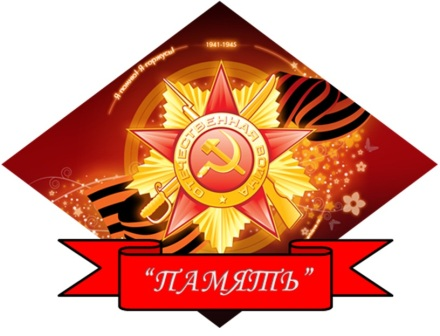 Я помню! Я горжусь!
1941-1945
ОТЕЧЕСТВЕННАЯ ВОЙНА
“ПАМЯТЬ”